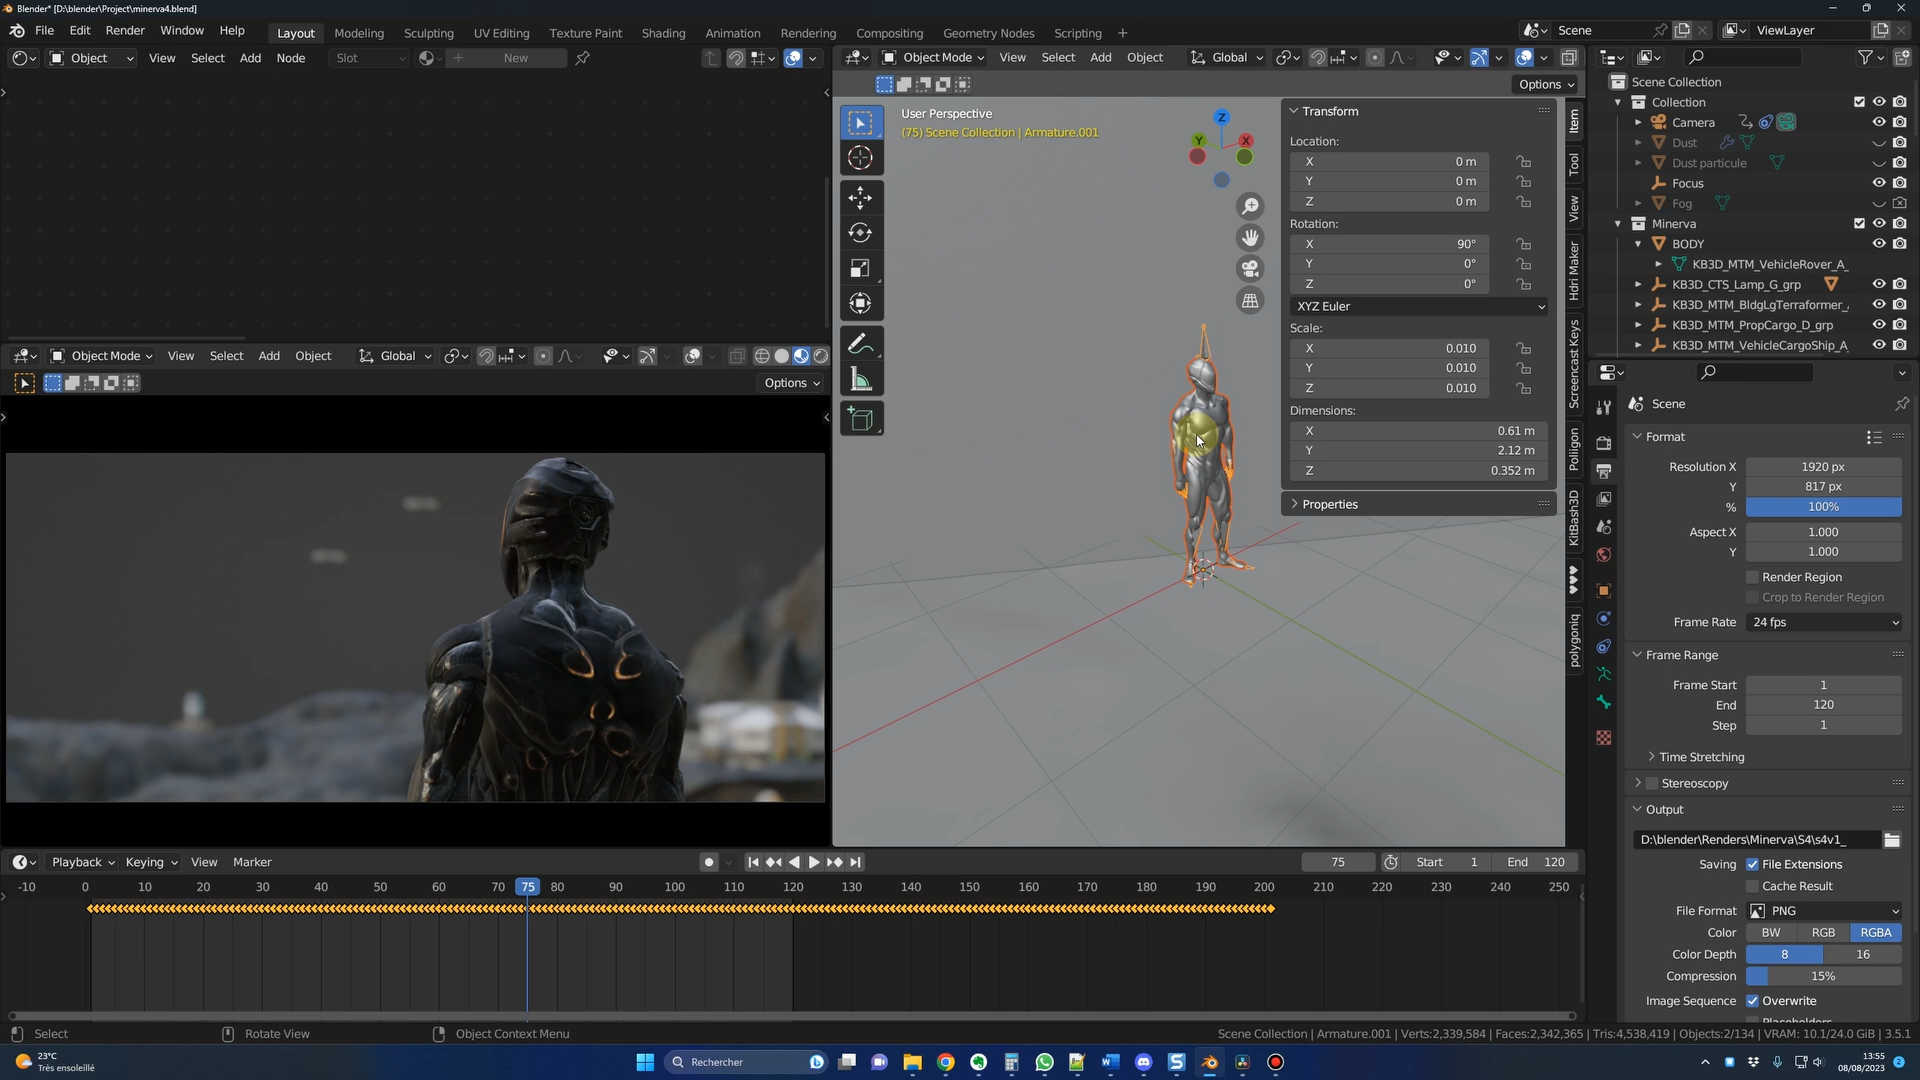 Blender* [D:\blender\Project\minerva4.blend]
File Edit Render Window Help Layout Modeling Sculpting UV Editing Texture Paint Shading Animation Rendering Compositing Geometry Nodes Scripting + Scene ViewLayer
Object View Select Add Node Slot New
Object Mode View Select Add Object Global
Options
User Perspective
(75) Scene Collection | Armature.001
Z
Y X
Transform
Location:
X 0 m
Y 0 m
Z 0 m
Rotation:
X 90°
Y 0°
Z 0°
XYZ Euler
Scale:
X 0.010
Y 0.010
Z 0.010
Dimensions:
X 0.61 m
Y 2.12 m
Z 0.352 m
Properties
Item
Tool
View
Hdri Maker
Screencast Keys
Poliigon
KitBash3D
♥♥♥
polygoniq
Scene Collection
Collection
Camera
Dust
Dust particule
Focus
Fog
Minerva
BODY
KB3D_MTM_VehicleRover_A_
KB3D_CTS_Lamp_G_grp
KB3D_MTM_BldgLgTerraformer_
KB3D_MTM_PropCargo_D_grp
KB3D_MTM_VehicleCargoShip_A
Object Mode View Select Add Object Global
Options
Scene
Format
Resolution X 1920 px
Y 817 px
% 100%
Aspect X 1.000
Y 1.000
Render Region
Crop to Render Region
Frame Rate 24 fps
Frame Range
Frame Start 1
End 120
Step 1
Time Stretching
Stereoscopy
Output
D:\blender\Renders\Minerva\S4\s4v1_
Saving File Extensions
Cache Result
File Format PNG
Color BW RGB RGBA
Color Depth 8 16
Compression 15%
Image Sequence Overwrite
Placeholders
Playback Keying View Marker 75 Start 1 End 120
-10 0 10 20 30 40 50 60 70 75 80 90 100 110 120 130 140 150 160 170 180 190 200 210 220 230 240 250
Select Rotate View Object Context Menu Scene Collection | Armature.001 | Verts:2,339,584 | Faces:2,342,365 | Tris:4,538,419 | Objects:2/134 | VRAM: 10.1/24.0 GiB | 3.5.1
23°C
Très ensoleillé
Rechercher
13:55
08/08/2023
2